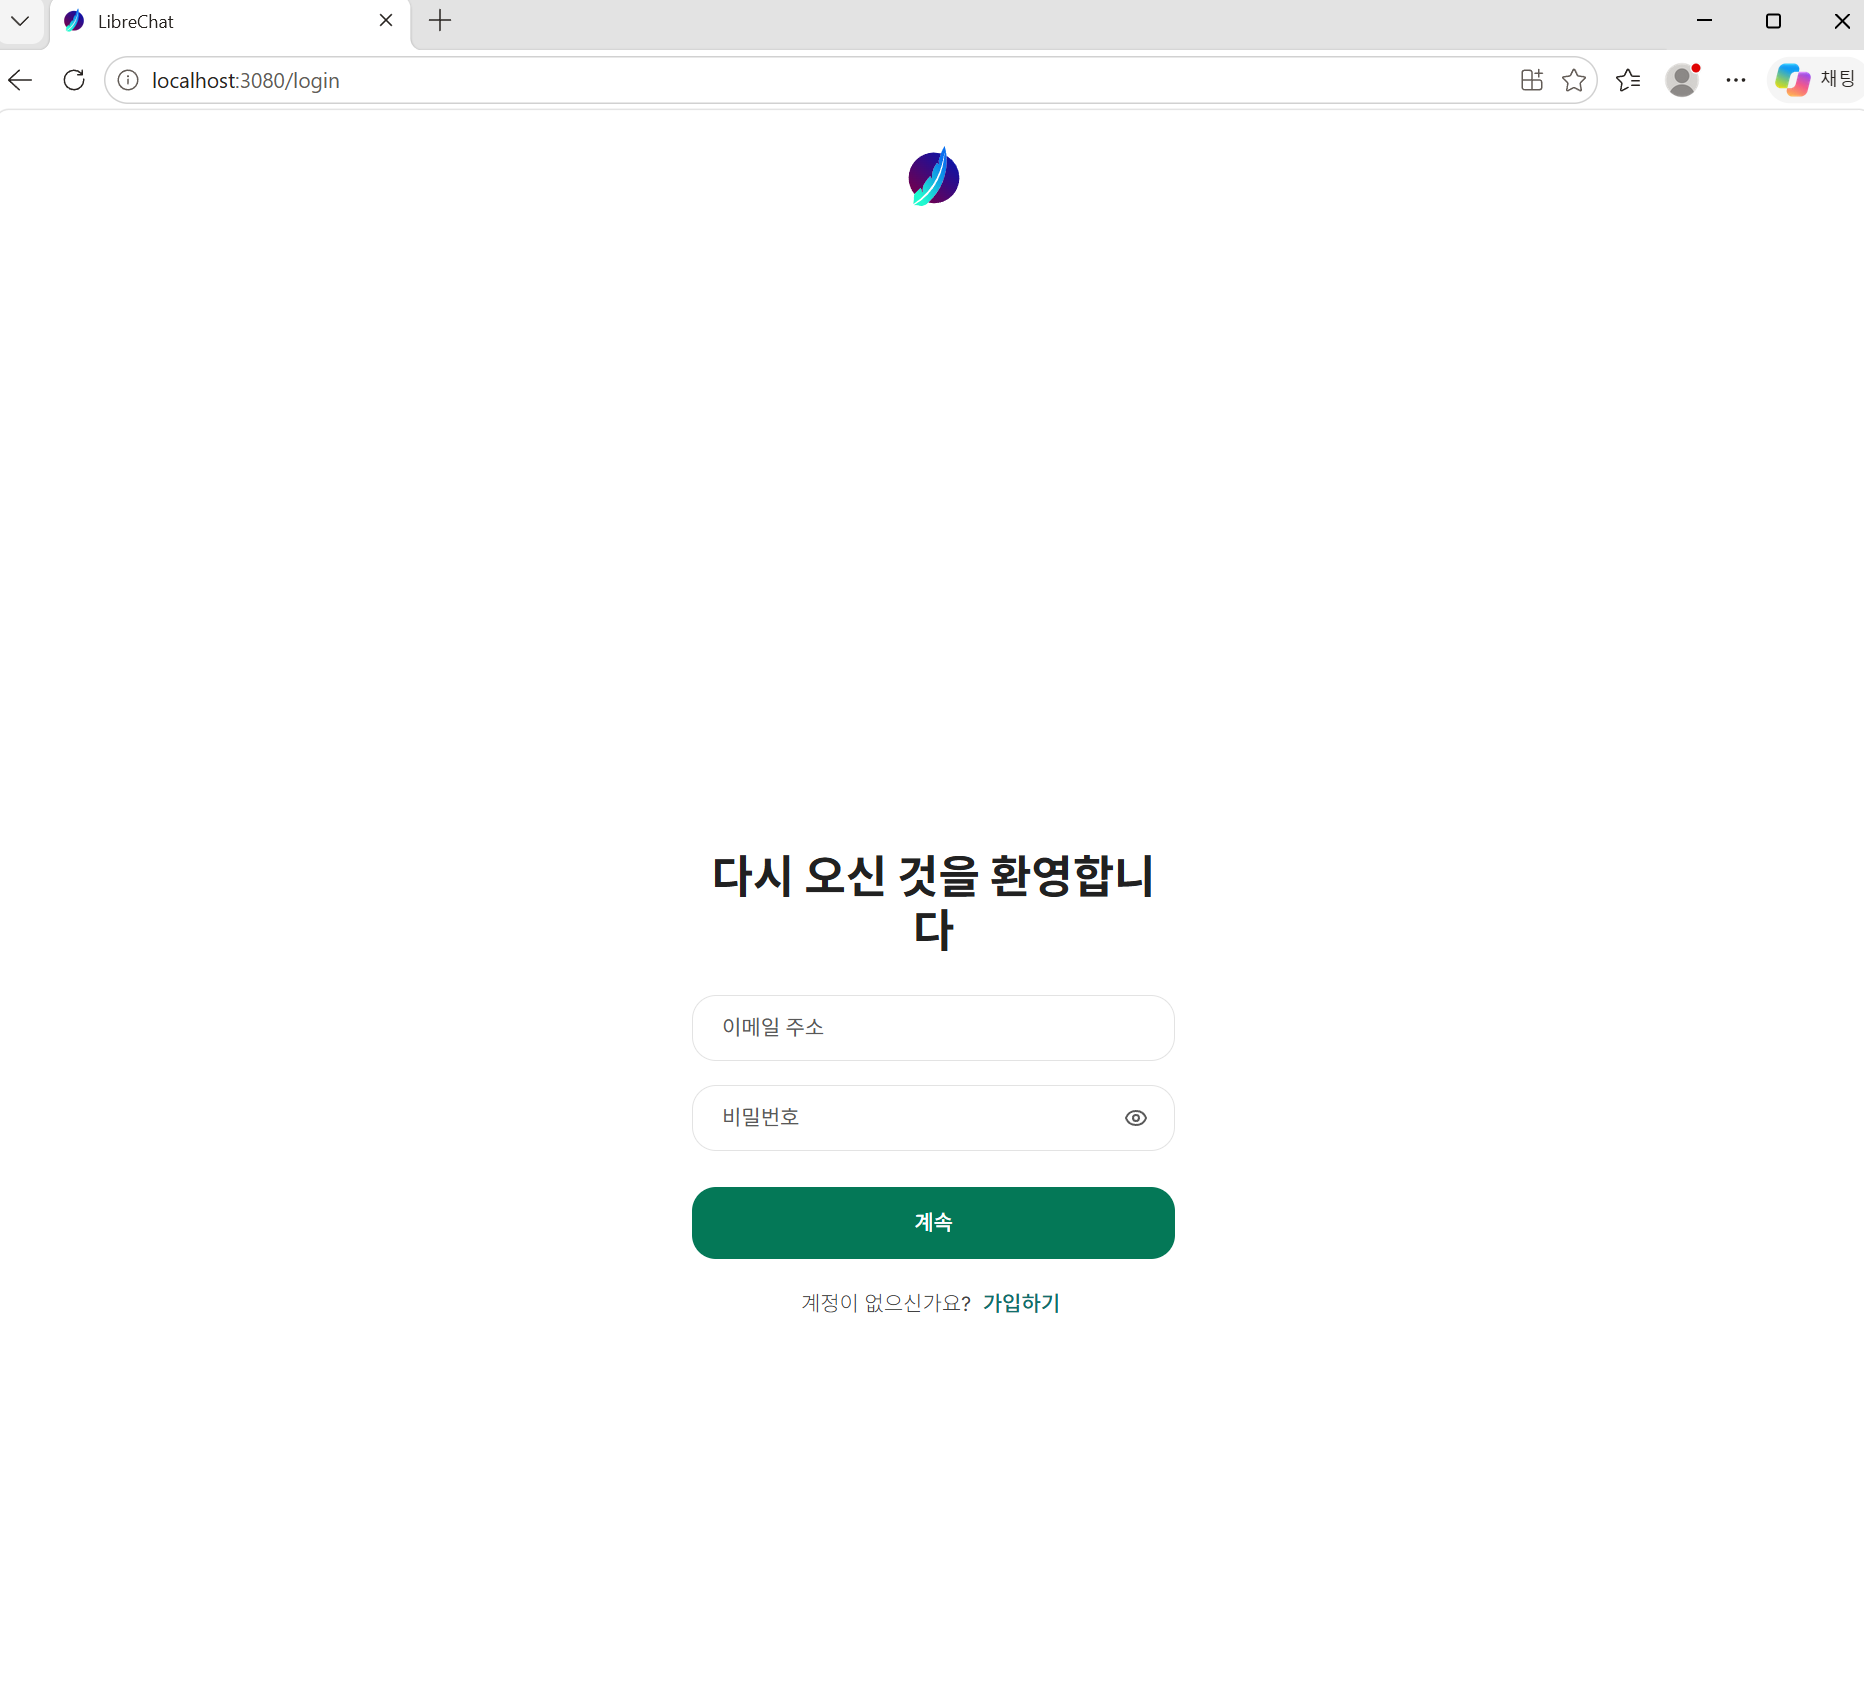 LibreChat
localhost:3080/login
채팅
다시 오신 것을 환영합니
다
이메일 주소
비밀번호
계속
계정이 없으신가요? 가입하기